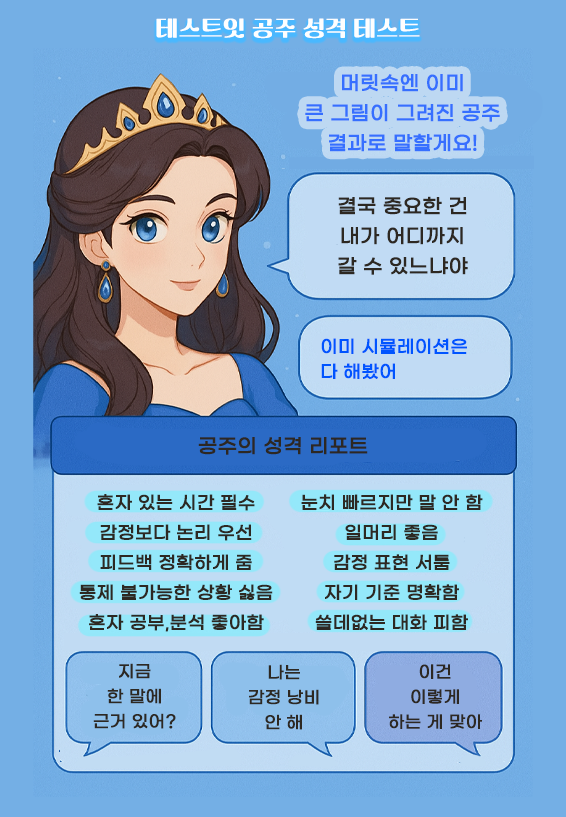 테스트잇 공주 성격 테스트
머릿속엔 이미
큰 그림이 그려진 공주
결과로 말할게요!
결국 중요한 건
내가 어디까지
갈 수 있느냐야
이미 시뮬레이션은
다 해봤어
공주의 성격 리포트
혼자 있는 시간 필수
감정보다 논리 우선
피드백 정확하게 줌
통제 불가능한 상황 싫음
혼자 공부,분석 좋아함
눈치 빠르지만 말 안 함
일머리 좋음
감정 표현 서툼
자기 기준 명확함
쓸데없는 대화 피함
지금
한 말에
근거 있어?
나는
감정 낭비
안 해
이건
이렇게
하는 게 맞아